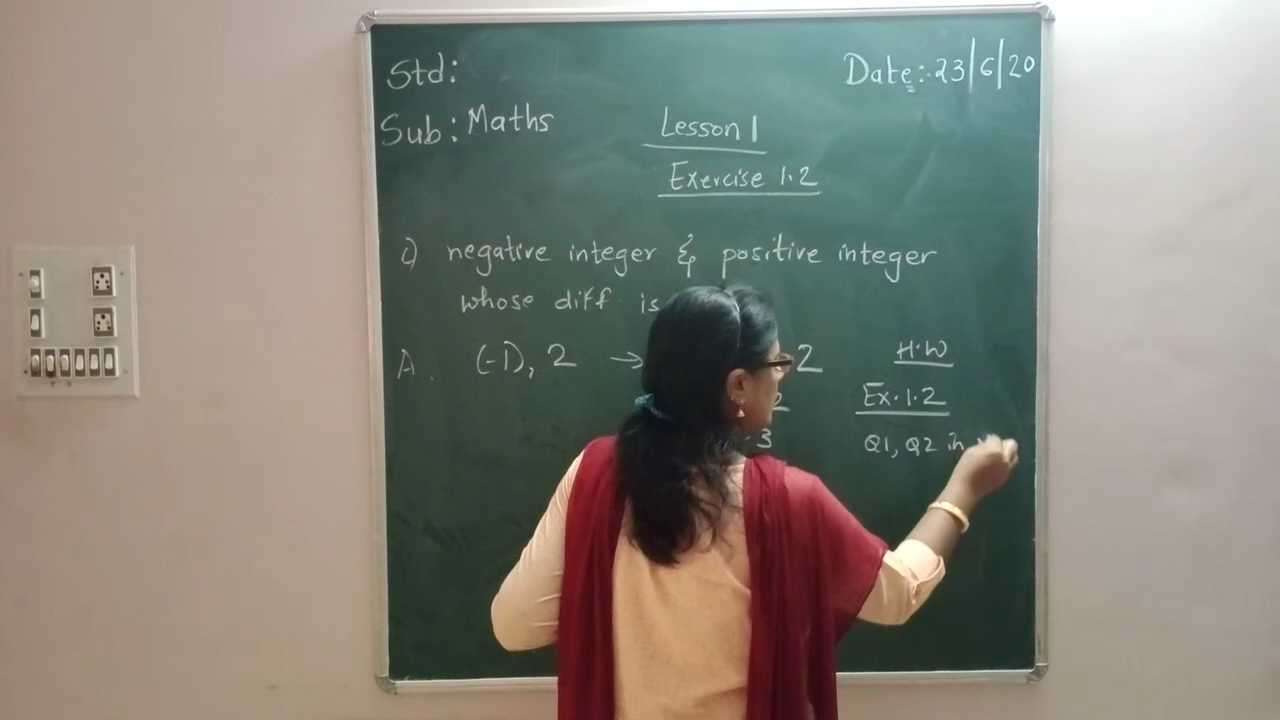 Std:
Date:- 23/6/20
Sub: Maths
Lesson 1
Exercise 1.2
c) negative integer & positive integer
whose diff is
A. (-1), 2 → 2
3
H.W
Ex. 1.2
Q1, Q2 in